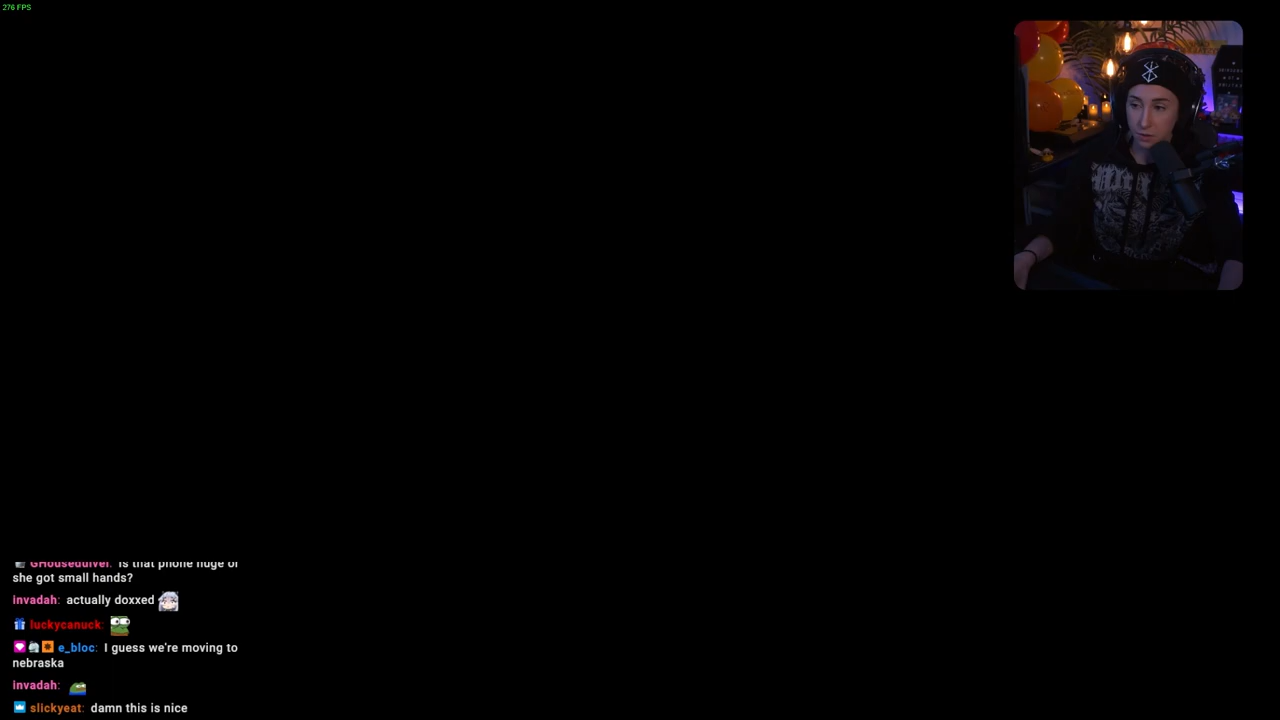 276 FPS
GHousedulvel: Is that phone huge or
she got small hands?
invadah: actually doxxed
luckycanuck:
e_bloc: I guess we're moving to
nebraska
invadah:
slickyeat: damn this is nice